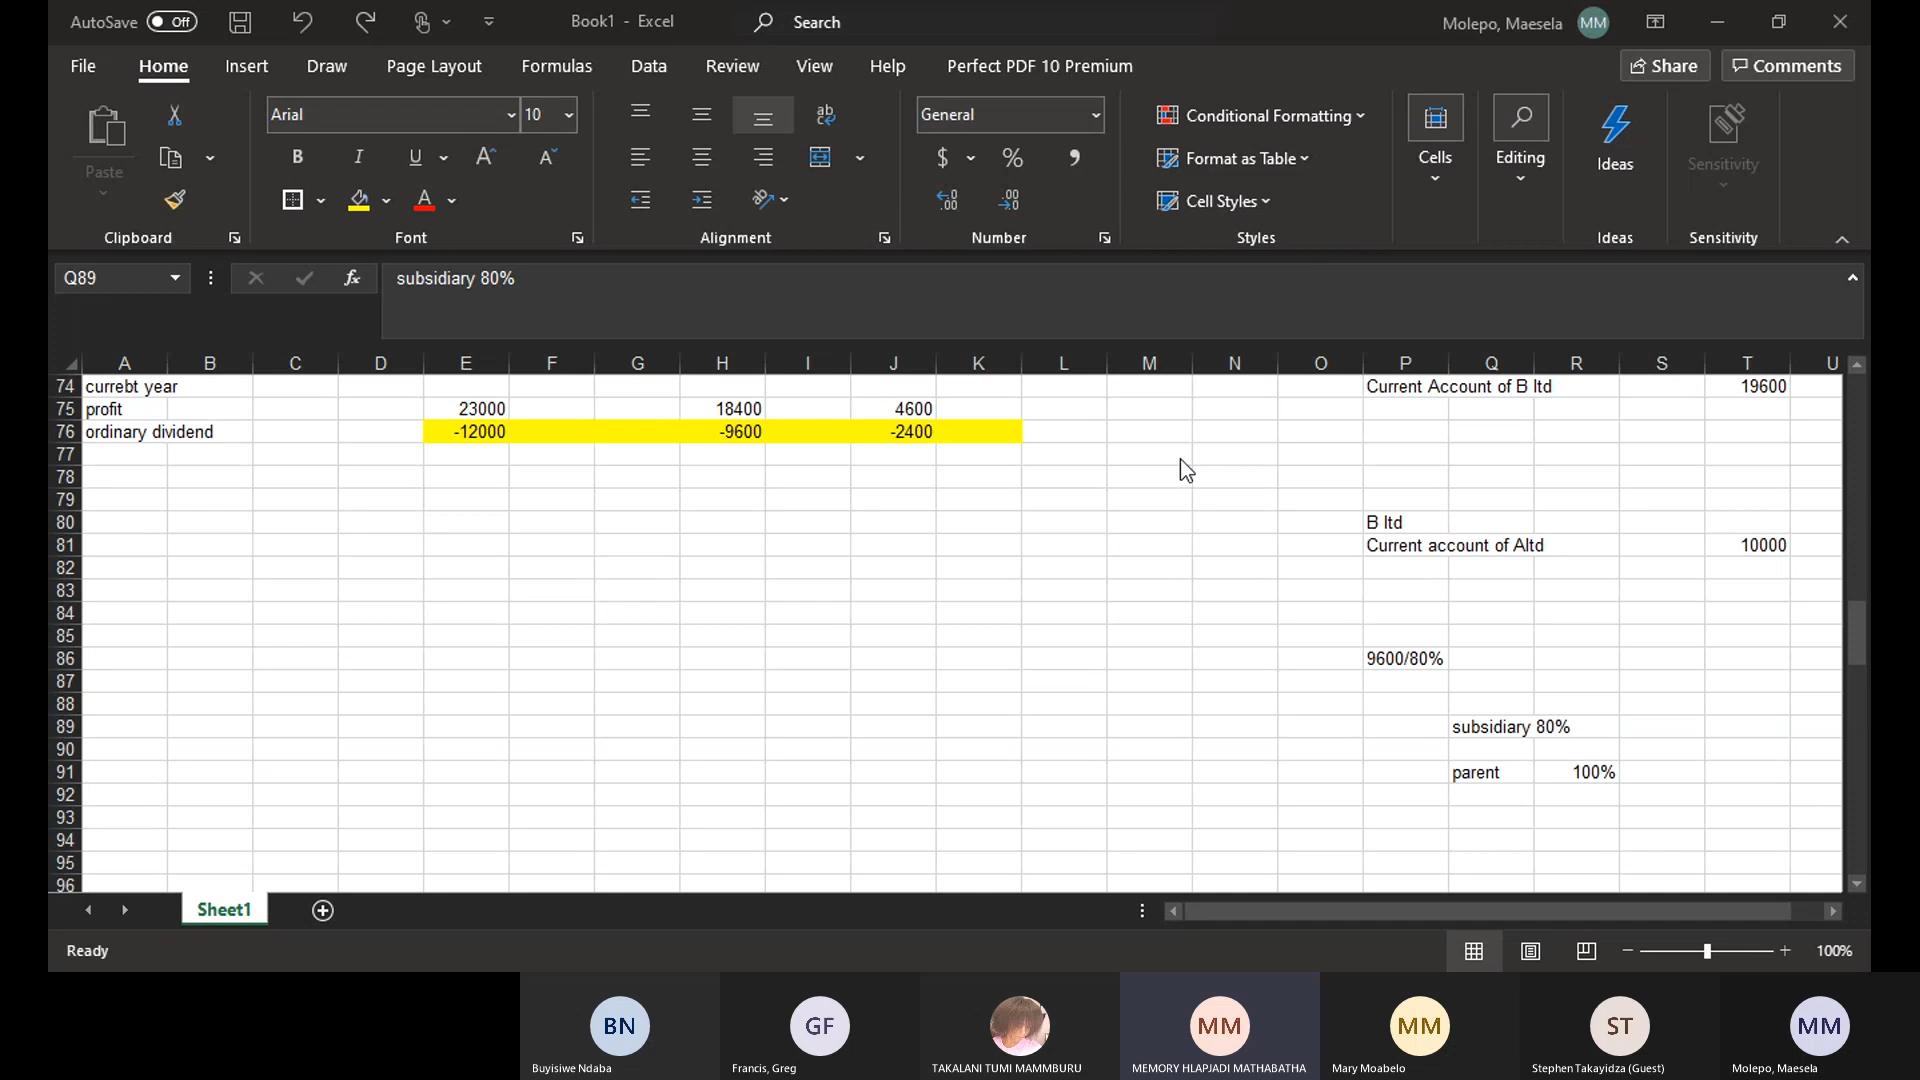 AutoSave Off Book1 - Excel Search Molepo, Maesela MM
File Home Insert Draw Page Layout Formulas Data Review View Help Perfect PDF 10 Premium Share Comments
Arial 10 General Conditional Formatting
Paste B I U A A $ % , Format as Table Cells Editing Ideas Sensitivity
A ab .00 .00 Cell Styles
Clipboard Font Alignment Number Styles Ideas Sensitivity
Q89 fx subsidiary 80%
A B C D E F G H I J K L M N O P Q R S T U
74 currebt year Current Account of B ltd 19600
75 profit 23000 18400 4600
76 ordinary dividend -12000 -9600 -2400
77
78
79
80 B ltd
81 Current account of Altd 10000
82
83
84
85
86 9600/80%
87
88
89 subsidiary 80%
90
91 parent 100%
92
93
94
95
96
Sheet1
Ready 100%
BN GF MM MM ST MM
Buyisiwe Ndaba Francis, Greg TAKALANI TUMI MAMMBURU MEMORY HLAPJADI MATHABATHA Mary Moabelo Stephen Takayidza (Guest) Molepo, Maesela